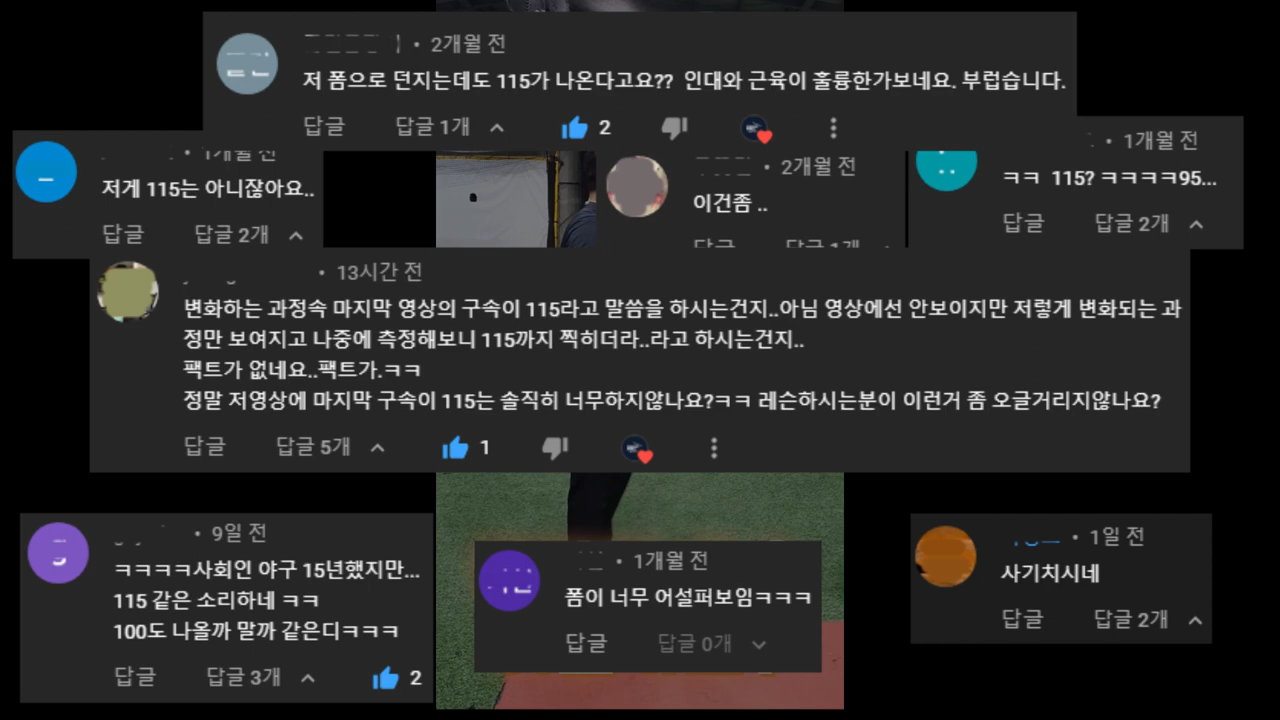 2개월 전
저 폼으로 던지는데도 115가 나온다고요?? 인대와 근육이 훌륭한가보네요. 부럽습니다.
답글 답글 1개 2
1개월 전
저게 115는 아니잖아요..
답글 답글 2개
2개월 전
이건좀 ..
답글 답글 1개
1개월 전
ㅋㅋ 115? ㅋㅋㅋㅋ95...
답글 답글 2개
13시간 전
변화하는 과정속 마지막 영상의 구속이 115라고 말씀을 하시는건지..아님 영상에선 안보이지만 저렇게 변화되는 과
정만 보여지고 나중에 측정해보니 115까지 찍히더라..라고 하시는건지..
팩트가 없네요..팩트가.ㅋㅋ
정말 저영상에 마지막 구속이 115는 솔직히 너무하지않나요?ㅋㅋ 레슨하시는분이 이런거 좀 오글거리지않나요?
답글 답글 5개 1
9일 전
ㅋㅋㅋㅋ사회인 야구 15년했지만...
115 같은 소리하네 ㅋㅋ
100도 나올까 말까 같은디ㅋㅋㅋ
답글 답글 3개 2
1개월 전
폼이 너무 어설퍼보임ㅋㅋㅋ
답글 답글 0개
1일 전
사기치시네
답글 답글 2개